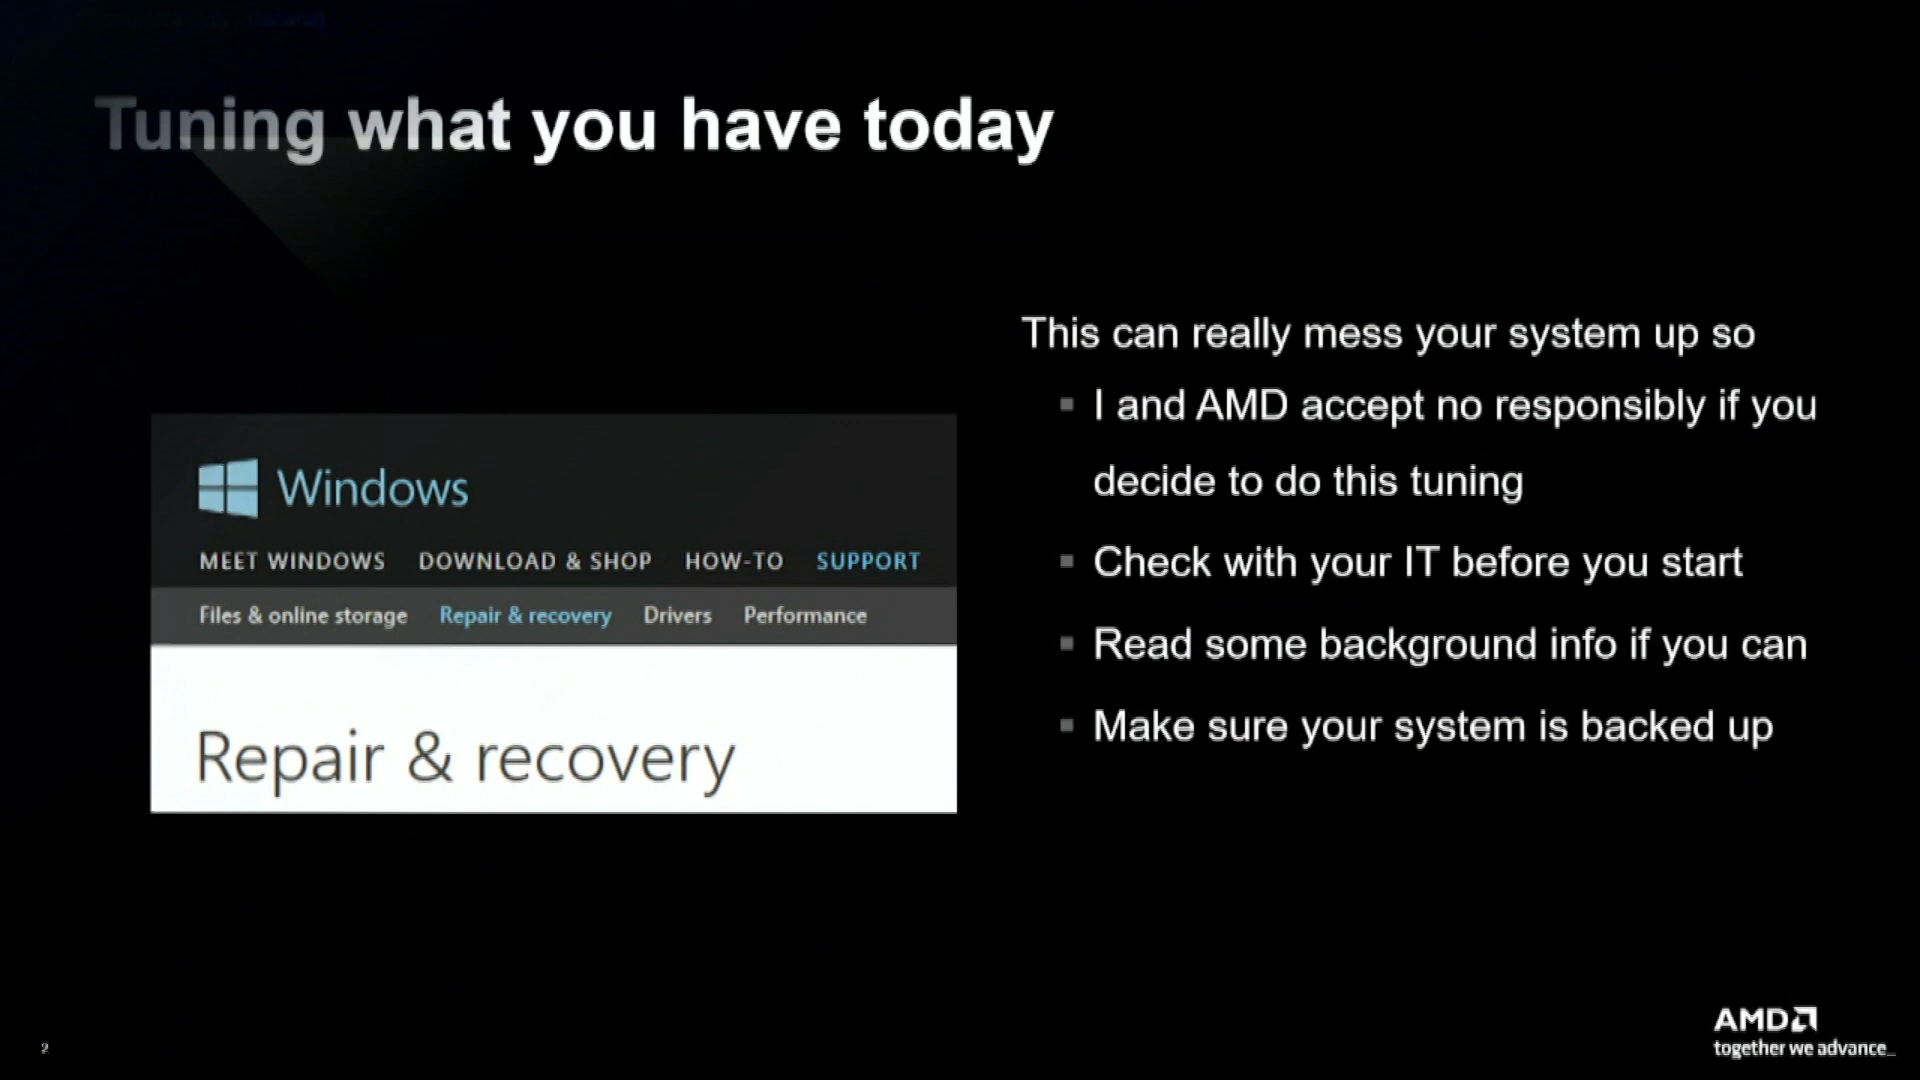 Tuning what you have today
This can really mess your system up so
I and AMD accept no responsibly if you
decide to do this tuning
Check with your IT before you start
Read some background info if you can
Make sure your system is backed up
Windows
MEET WINDOWS DOWNLOAD & SHOP HOW-TO SUPPORT
Files & online storage Repair & recovery Drivers Performance
Repair & recovery
2
AMD
together we advance_